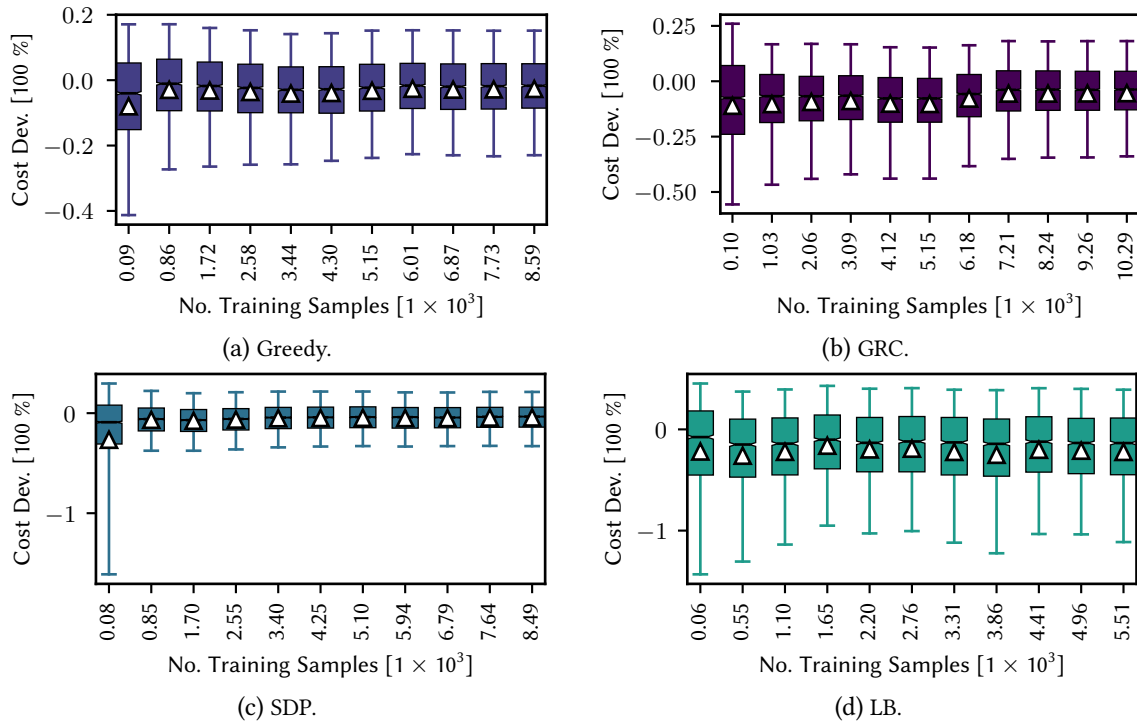 Cost Dev. [100 %]
0.2
0.0
−0.2
−0.4
0.09 0.86 1.72 2.58 3.44 4.30 5.15 6.01 6.87 7.73 8.59
No. Training Samples [1 × 10³]
(a) Greedy.
Cost Dev. [100 %]
0.25
0.00
−0.25
−0.50
0.10 1.03 2.06 3.09 4.12 5.15 6.18 7.21 8.24 9.26 10.29
No. Training Samples [1 × 10³]
(b) GRC.
Cost Dev. [100 %]
0
−1
0.08 0.85 1.70 2.55 3.40 4.25 5.10 5.94 6.79 7.64 8.49
No. Training Samples [1 × 10³]
(c) SDP.
Cost Dev. [100 %]
0
−1
0.06 0.55 1.10 1.65 2.20 2.76 3.31 3.86 4.41 4.96 5.51
No. Training Samples [1 × 10³]
(d) LB.